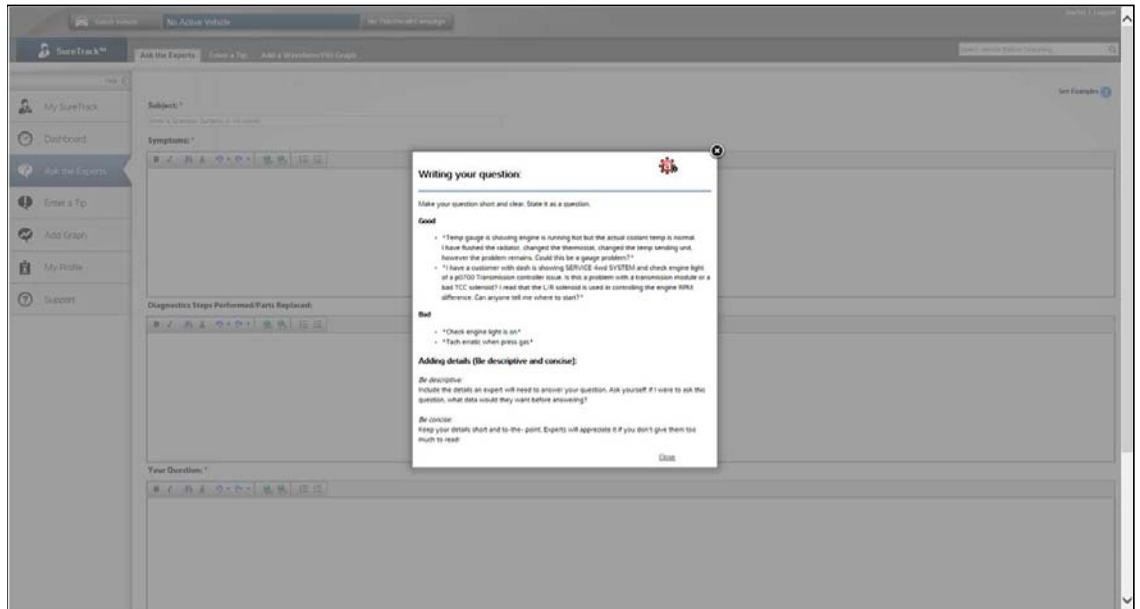 No Active Vehicle
SureTrack™
Ask the Experts
Enter a Tip
Add a Waveform/PID Graph
See Examples
My SureTrack
Dashboard
Ask the Experts
Enter a Tip
Add Graph
My Profile
Support
Subject: *
Symptoms: *
Diagnostics Steps Performed/Parts Replaced:
Your Question: *
Writing your question:
Make your question short and clear. State it as a question.
Good
"Temp gauge is showing engine is running hot but the actual coolant temp is normal.
I have flushed the radiator, changed the thermostat, changed the temp sending unit,
however the problem remains. Could this be a gauge problem?"
"I have a customer with dash is showing SERVICE 4wd SYSTEM and check engine light
of a p0700 Transmission controller issue. Is this a problem with a transmission module or a
bad TCC solenoid? I read that the L/R solenoid is used in controlling the engine RPM
difference. Can anyone tell me where to start?"
Bad
"Check engine light is on"
"Tach erratic when press gas"
Adding details (Be descriptive and concise):
Be descriptive:
Include the details an expert will need to answer your question. Ask yourself: If I were to ask this
question, what data would they want before answering?
Be concise:
Keep your details short and to-the- point. Experts will appreciate it if you don't give them too
much to read!
Close